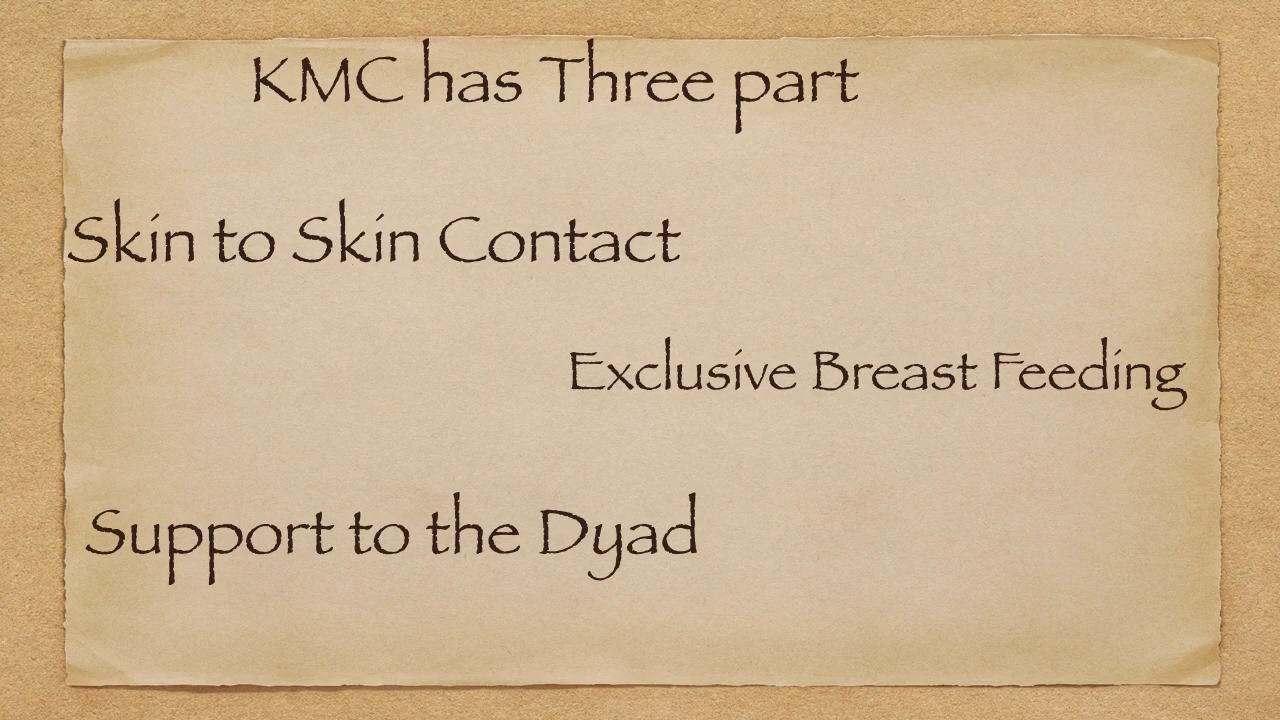 KMC has Three part
Skin to Skin Contact
Exclusive Breast Feeding
Support to the Dyad